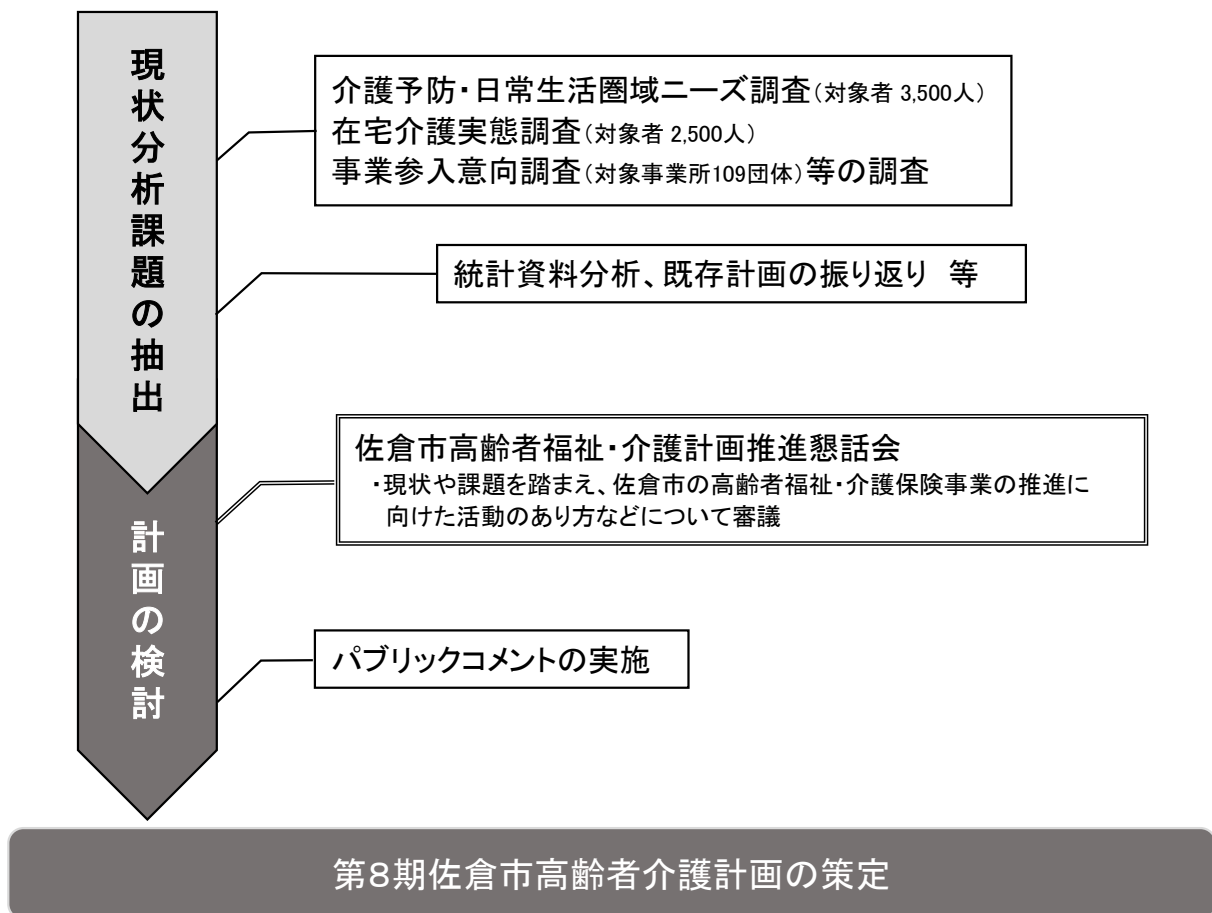 現状分析課題の抽出
介護予防・日常生活圏域ニーズ調査(対象者 3,500人)
在宅介護実態調査(対象者 2,500人)
事業参入意向調査(対象事業所109団体)等の調査
統計資料分析、既存計画の振り返り 等
計画の検討
佐倉市高齢者福祉・介護計画推進懇話会
・現状や課題を踏まえ、佐倉市の高齢者福祉・介護保険事業の推進に
向けた活動のあり方などについて審議
パブリックコメントの実施
第8期佐倉市高齢者介護計画の策定